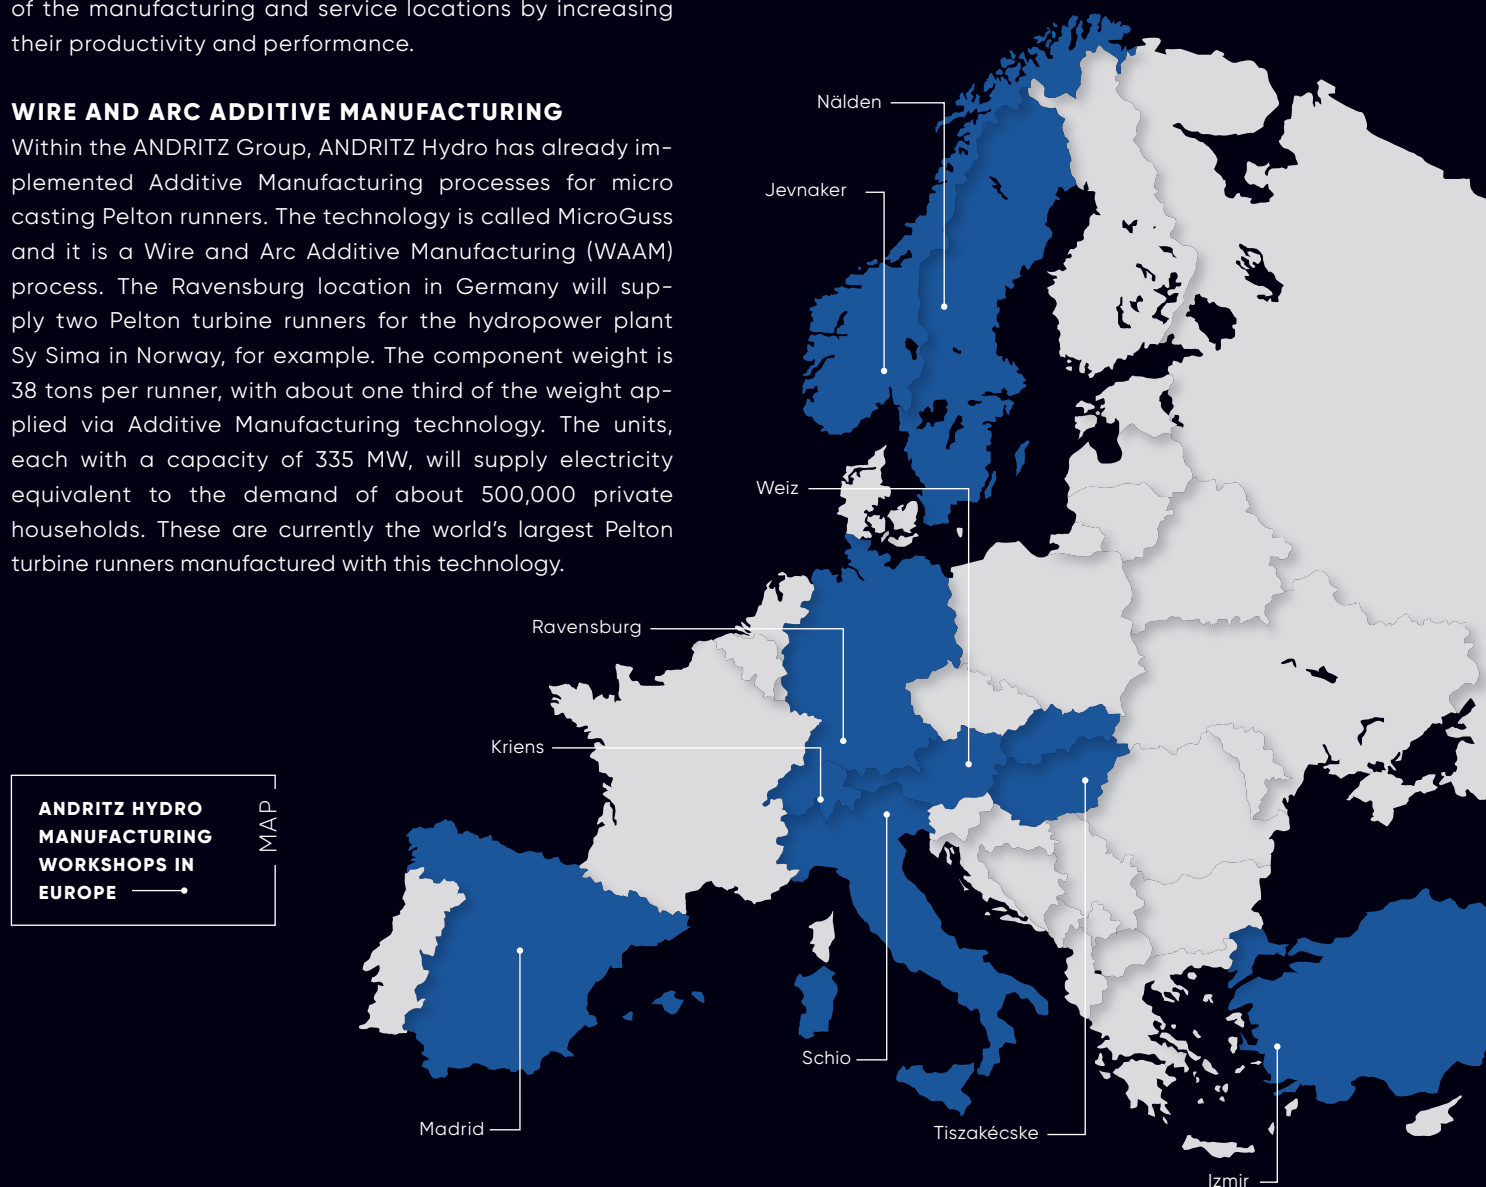 of the manufacturing and service locations by increasing
their productivity and performance.
WIRE AND ARC ADDITIVE MANUFACTURING
Within the ANDRITZ Group, ANDRITZ Hydro has already im-
plemented Additive Manufacturing processes for micro
casting Pelton runners. The technology is called MicroGuss
and it is a Wire and Arc Additive Manufacturing (WAAM)
process. The Ravensburg location in Germany will sup-
ply two Pelton turbine runners for the hydropower plant
Sy Sima in Norway, for example. The component weight is
38 tons per runner, with about one third of the weight ap-
plied via Additive Manufacturing technology. The units,
each with a capacity of 335 MW, will supply electricity
equivalent to the demand of about 500,000 private
households. These are currently the world's largest Pelton
turbine runners manufactured with this technology.
Nälden
Jevnaker
Weiz
Ravensburg
Kriens
ANDRITZ HYDRO
MANUFACTURING
WORKSHOPS IN
EUROPE
MAP
Schio
Madrid
Tiszakécske
Izmir